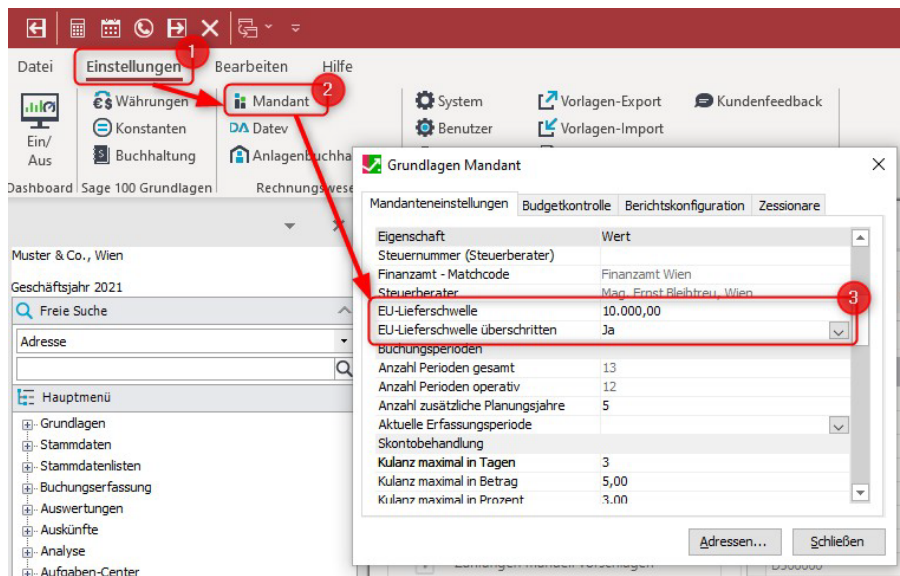 1
Datei Einstellungen Bearbeiten Hilfe
2
Ein/
Aus
Dashboard
€$ Währungen
Konstanten
Buchhaltung
Sage 100 Grundlagen
Mandant
DA Datev
Anlagenbuchha
Rechnungswese
System
Benutzer
Vorlagen-Export
Vorlagen-Import
Kundenfeedback
Muster & Co., Wien
Geschäftsjahr 2021
Freie Suche
Adresse
Hauptmenü
Grundlagen
Stammdaten
Stammdatenlisten
Buchungserfassung
Auswertungen
Auskünfte
Analyse
Aufgaben-Center
Grundlagen Mandant
Mandanteneinstellungen Budgetkontrolle Berichtskonfiguration Zessionare
Eigenschaft Wert
Steuernummer (Steuerberater)
Finanzamt - Matchcode Finanzamt Wien
Steuerberater Mag. Ernst Bleibtreu, Wien
3
EU-Lieferschwelle 10.000,00
EU-Lieferschwelle überschritten Ja
Buchungsperioden
Anzahl Perioden gesamt 13
Anzahl Perioden operativ 12
Anzahl zusätzliche Planungsjahre 5
Aktuelle Erfassungsperiode
Skontobehandlung
Kulanz maximal in Tagen 3
Kulanz maximal in Betrag 5,00
Kulanz maximal in Prozent 3,00
Adressen... Schließen